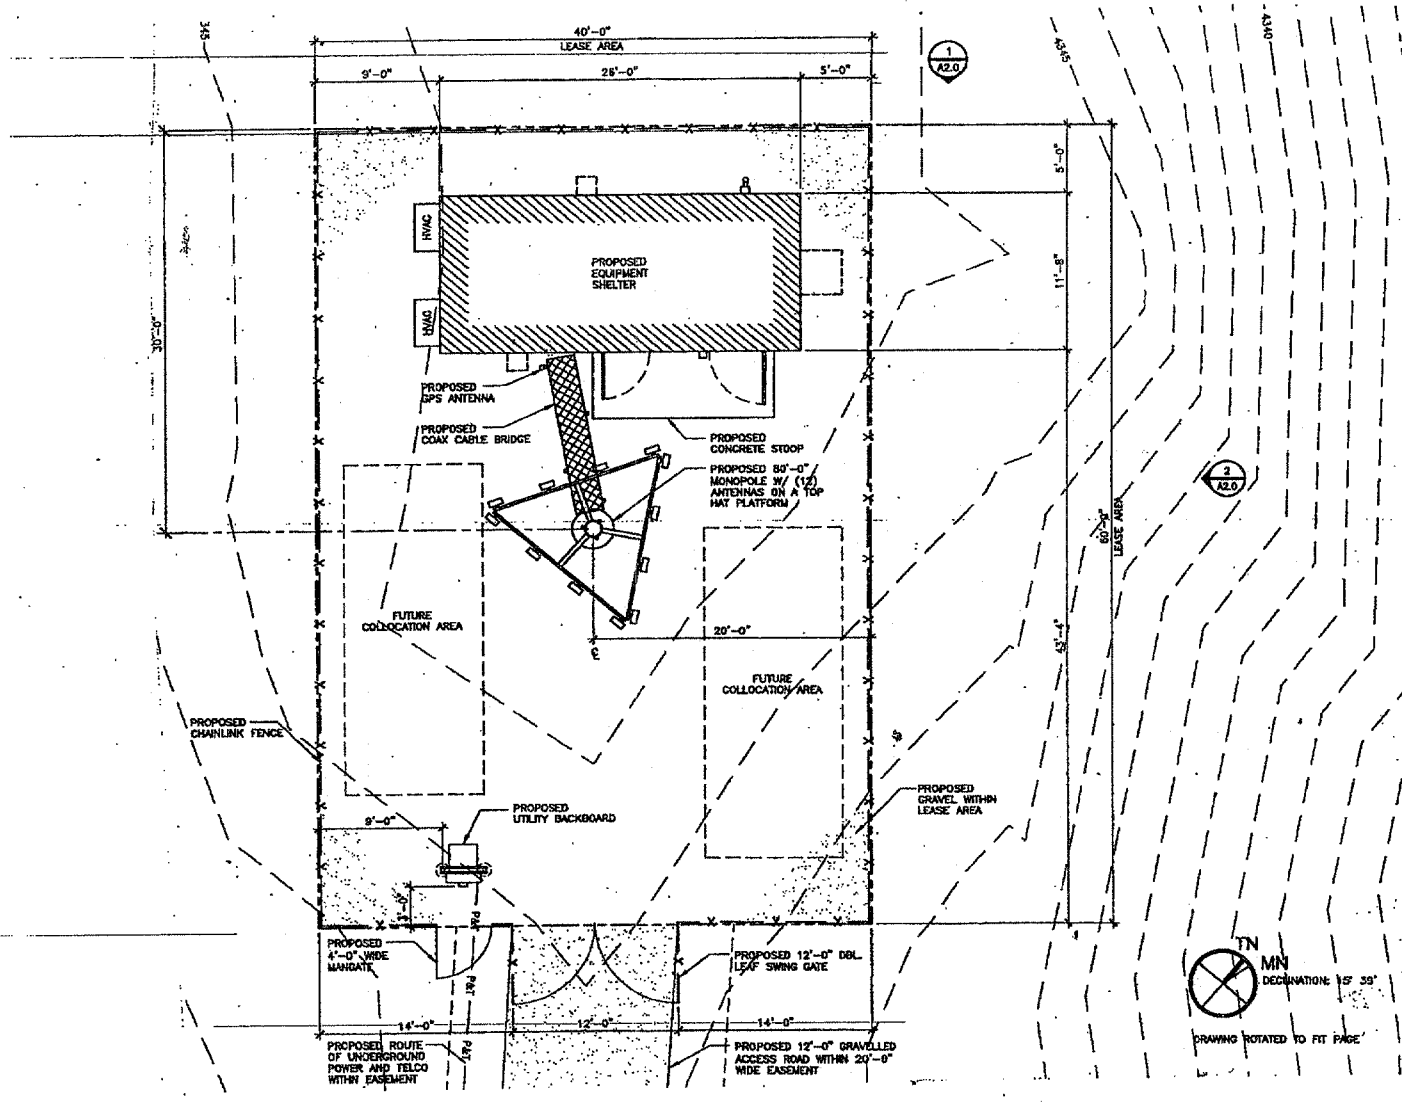 345
40'-0"
LEASE AREA
9'-0"
26'-0"
5'-0"
1
A2.0
4345
4340
5'-0"
HVAC
HVAC
PROPOSED
EQUIPMENT
SHELTER
11'-8"
30'-0"
PROPOSED
GPS ANTENNA
PROPOSED
COAX CABLE BRIDGE
PROPOSED
CONCRETE STOOP
PROPOSED 80'-0"
MONOPOLE W/ (12)
ANTENNAS ON A TOP
HAT PLATFORM
2
A2.0
60'-0"
LEASE AREA
FUTURE
COLLOCATION AREA
20'-0"
43'-4"
FUTURE
COLLOCATION AREA
PROPOSED
CHAINLINK FENCE
PROPOSED
GRAVEL WITHIN
LEASE AREA
PROPOSED
UTILITY BACKBOARD
9'-0"
P&T
PROPOSED
4'-0" WIDE
MANGATE
P&T
PROPOSED 12'-0" DBL.
LEAF SWING GATE
TN
MN
DECLINATION: 15° 39'
14'-0"
12'-0"
14'-0"
PROPOSED ROUTE
OF UNDERGROUND
POWER AND TELCO
WITHIN EASEMENT
P&T
PROPOSED 12'-0" GRAVELLED
ACCESS ROAD WITHIN 20'-0"
WIDE EASEMENT
DRAWING ROTATED TO FIT PAGE